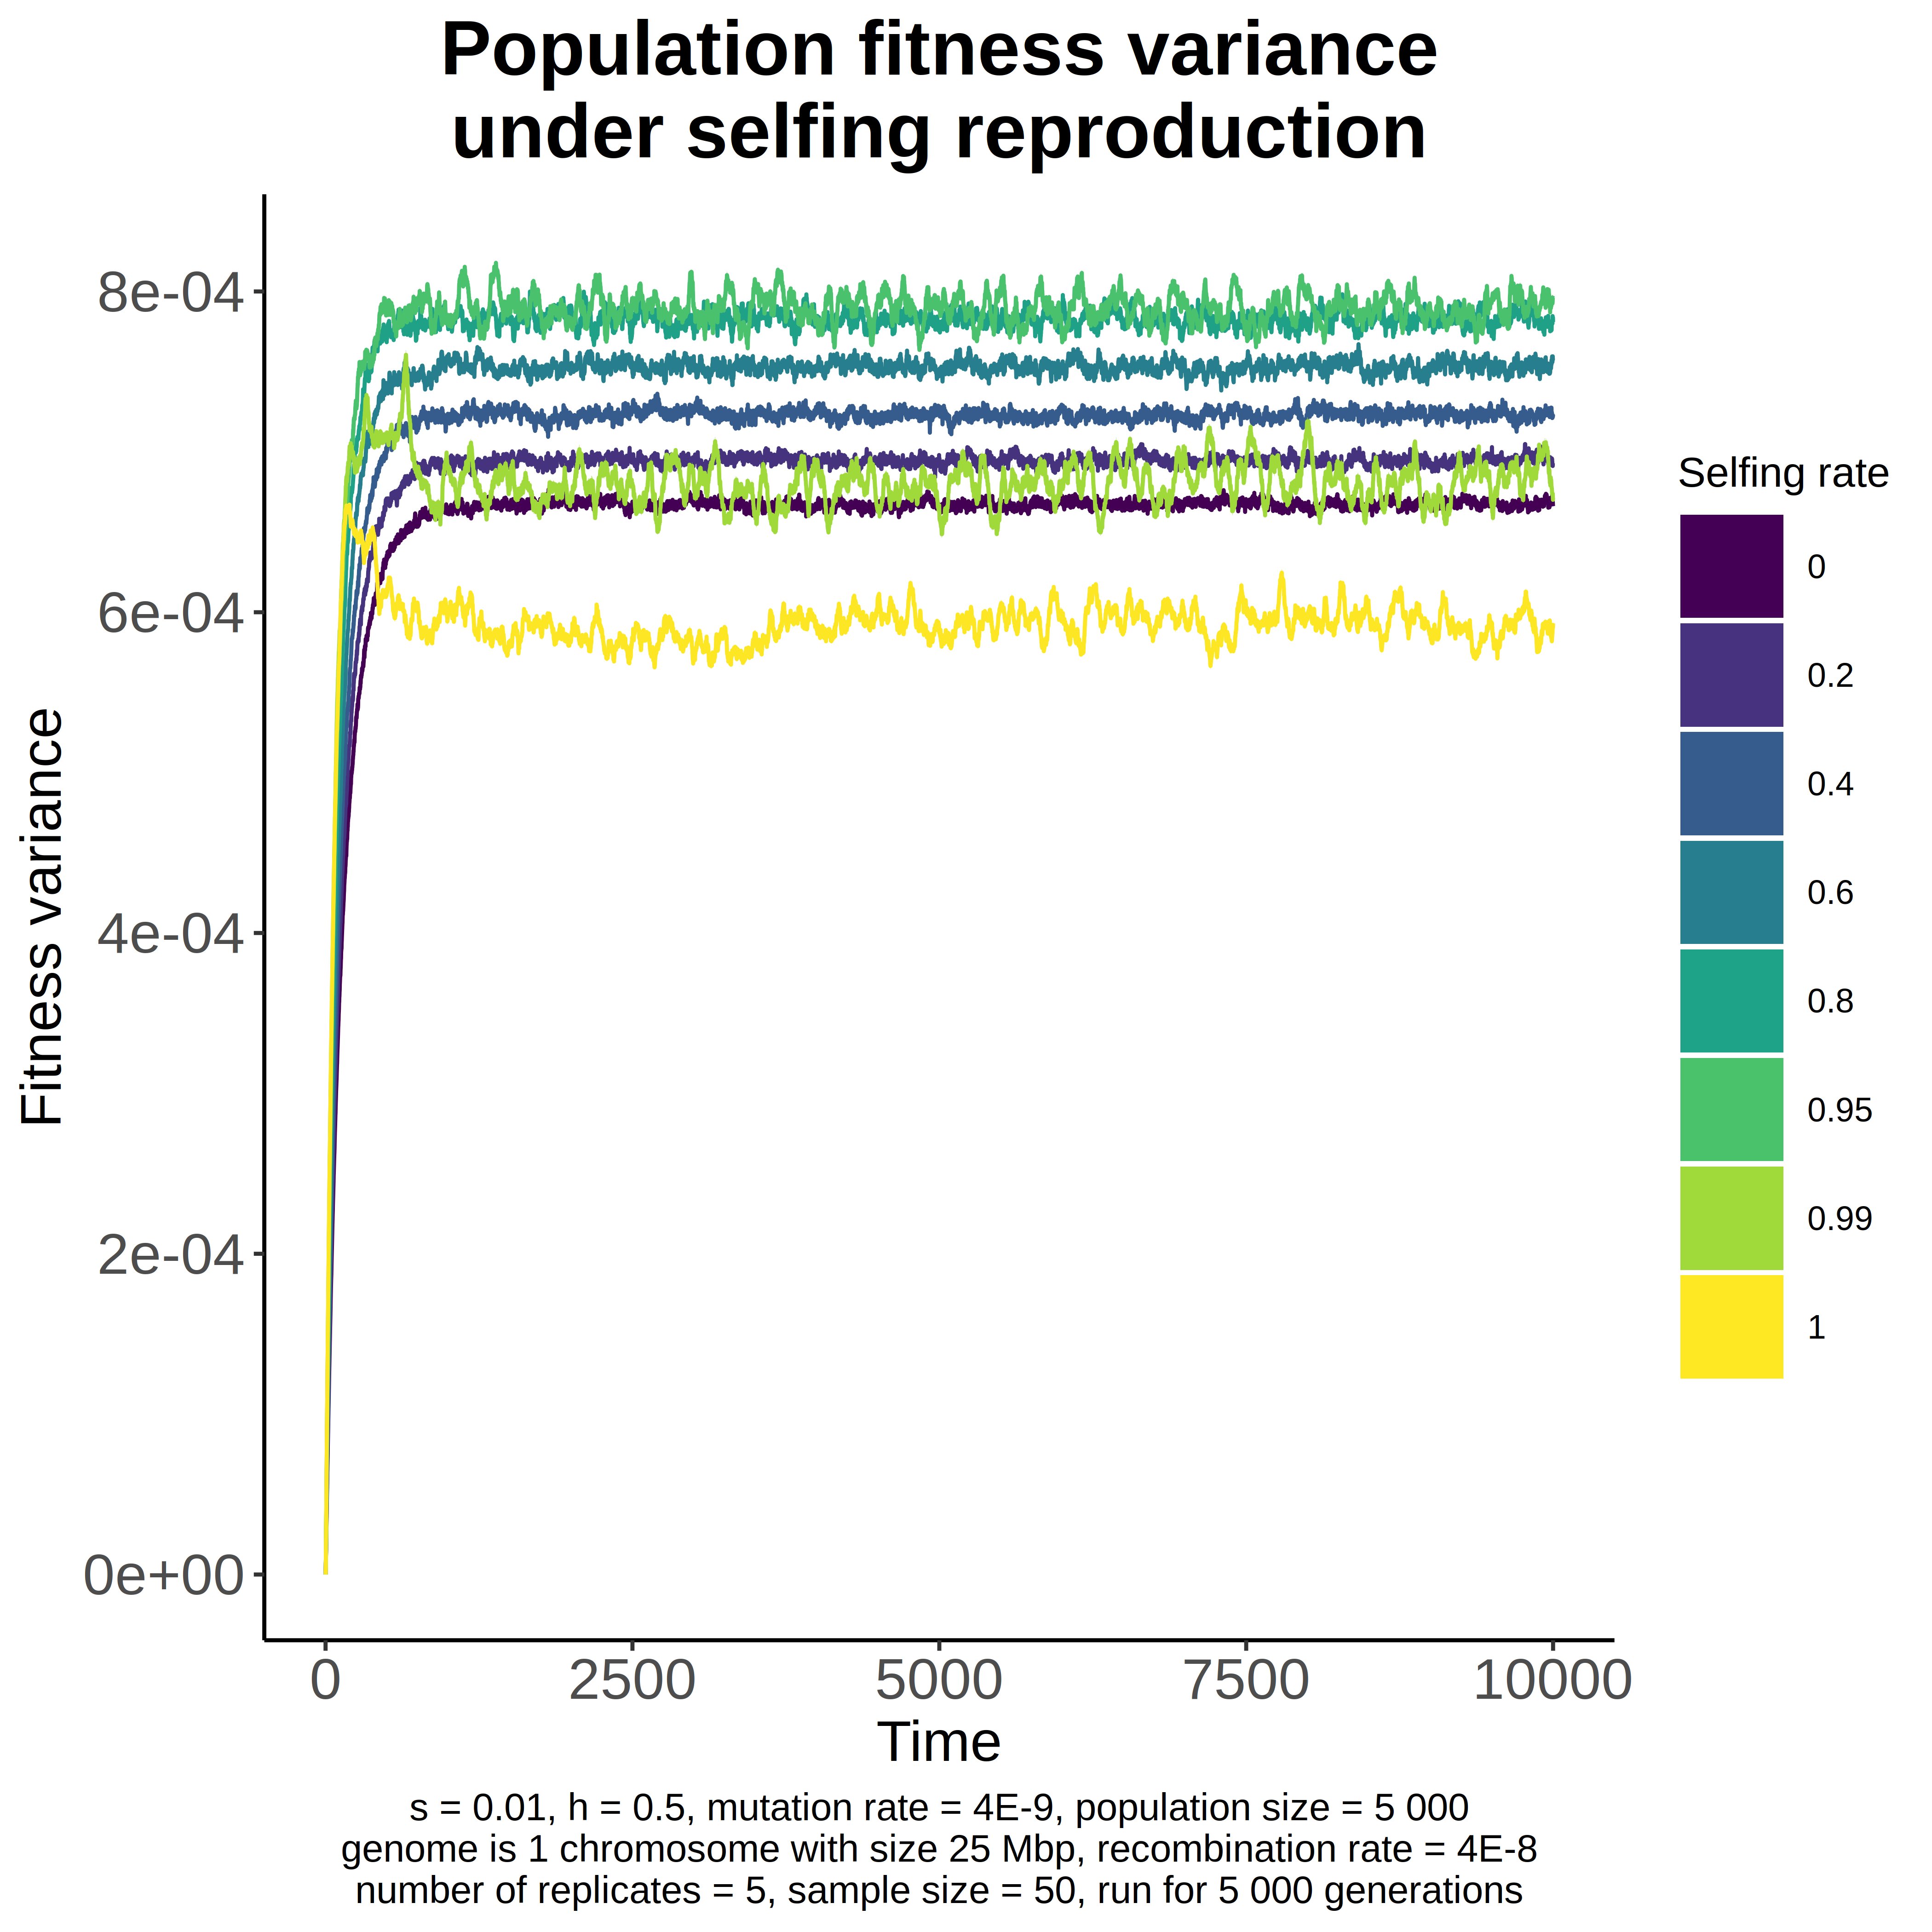 Population fitness variance
under selfing reproduction
Fitness variance
8e-04
6e-04
4e-04
2e-04
0e+00
0
2500
5000
7500
10000
Time
Selfing rate
0
0.2
0.4
0.6
0.8
0.95
0.99
1
s = 0.01, h = 0.5, mutation rate = 4E-9, population size = 5 000
genome is 1 chromosome with size 25 Mbp, recombination rate = 4E-8
number of replicates = 5, sample size = 50, run for 5 000 generations